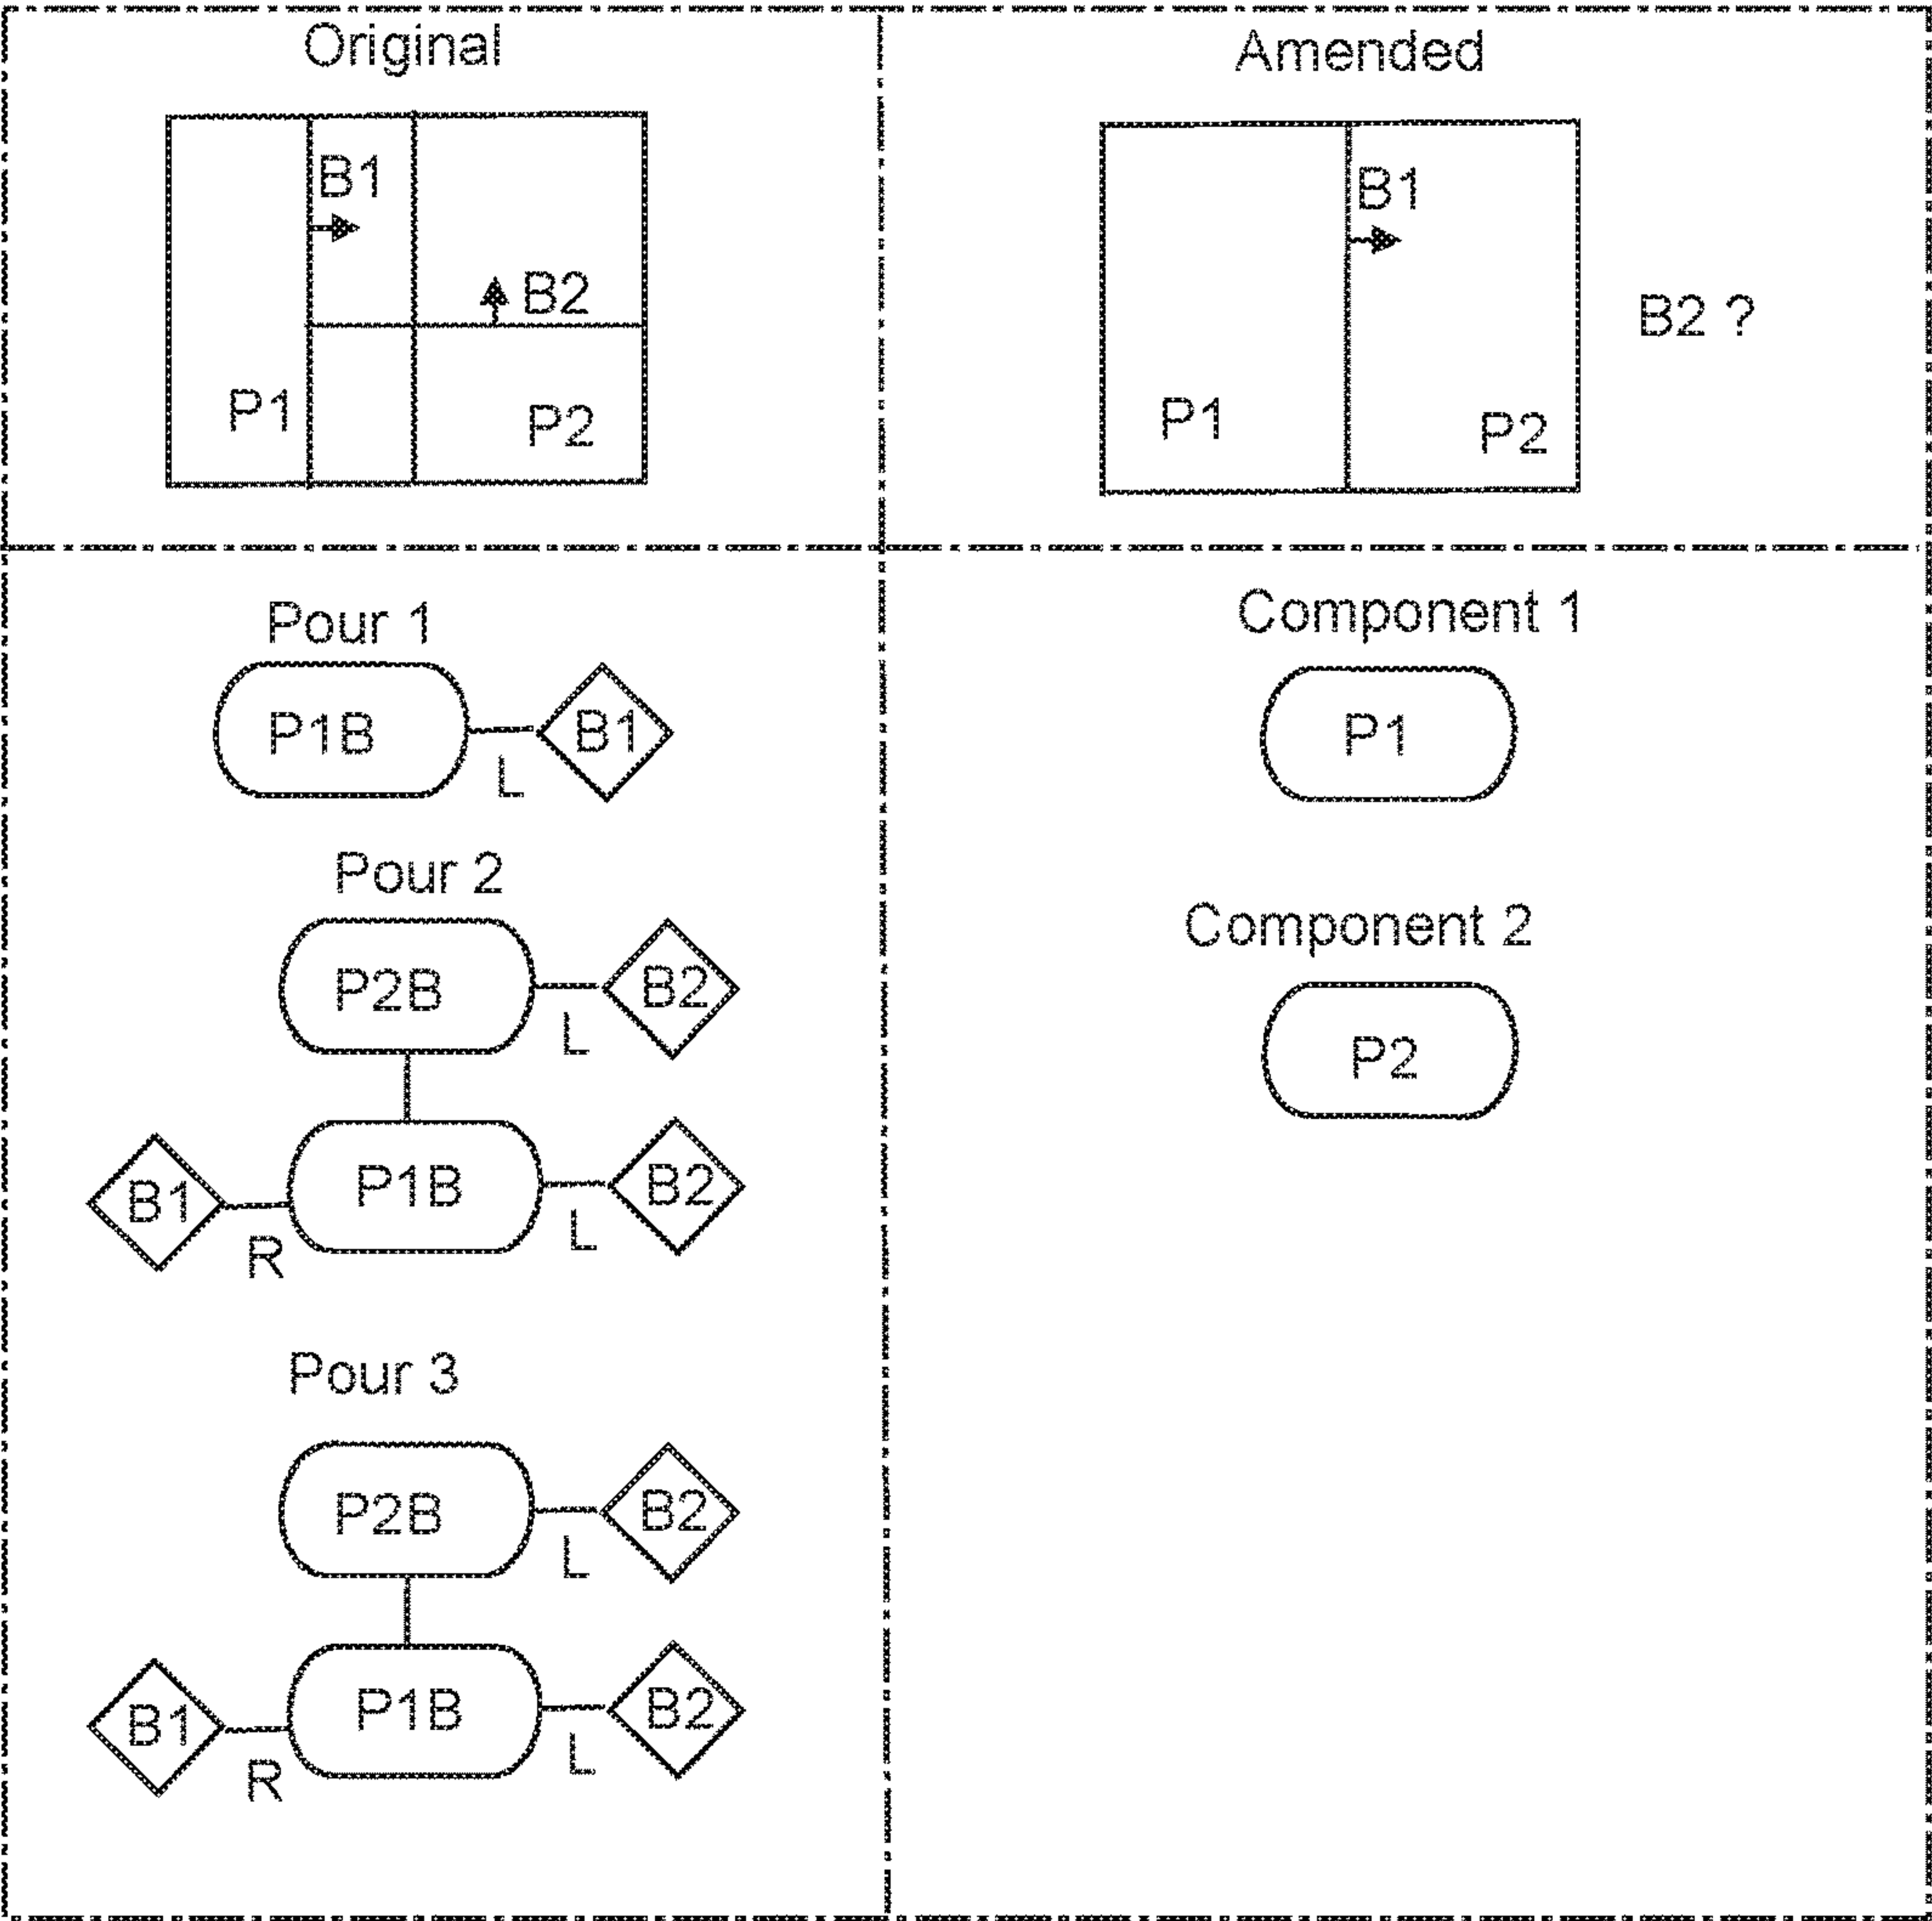 Original
B1
B2
P1
P2
Amended
B1
B2 ?
P1
P2
Pour 1
P1B
B1
L
Pour 2
P2B
B2
L
B1
P1B
B2
R
L
Pour 3
P2B
B2
L
B1
P1B
B2
R
L
Component 1
P1
Component 2
P2